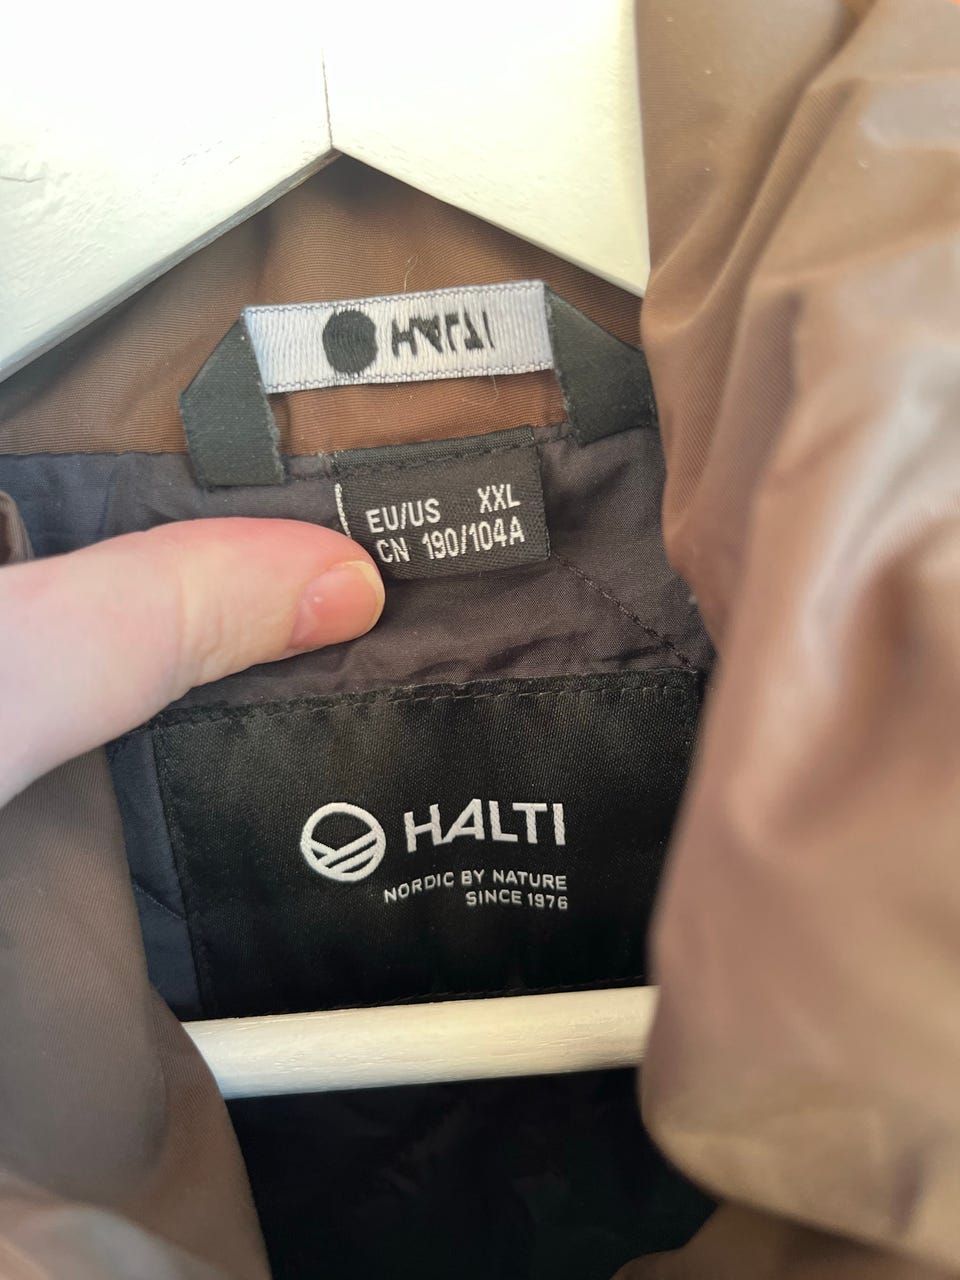 HALTI
EU/US XXL
CN 190/104A
HALTI
NORDIC BY NATURE
SINCE 1976